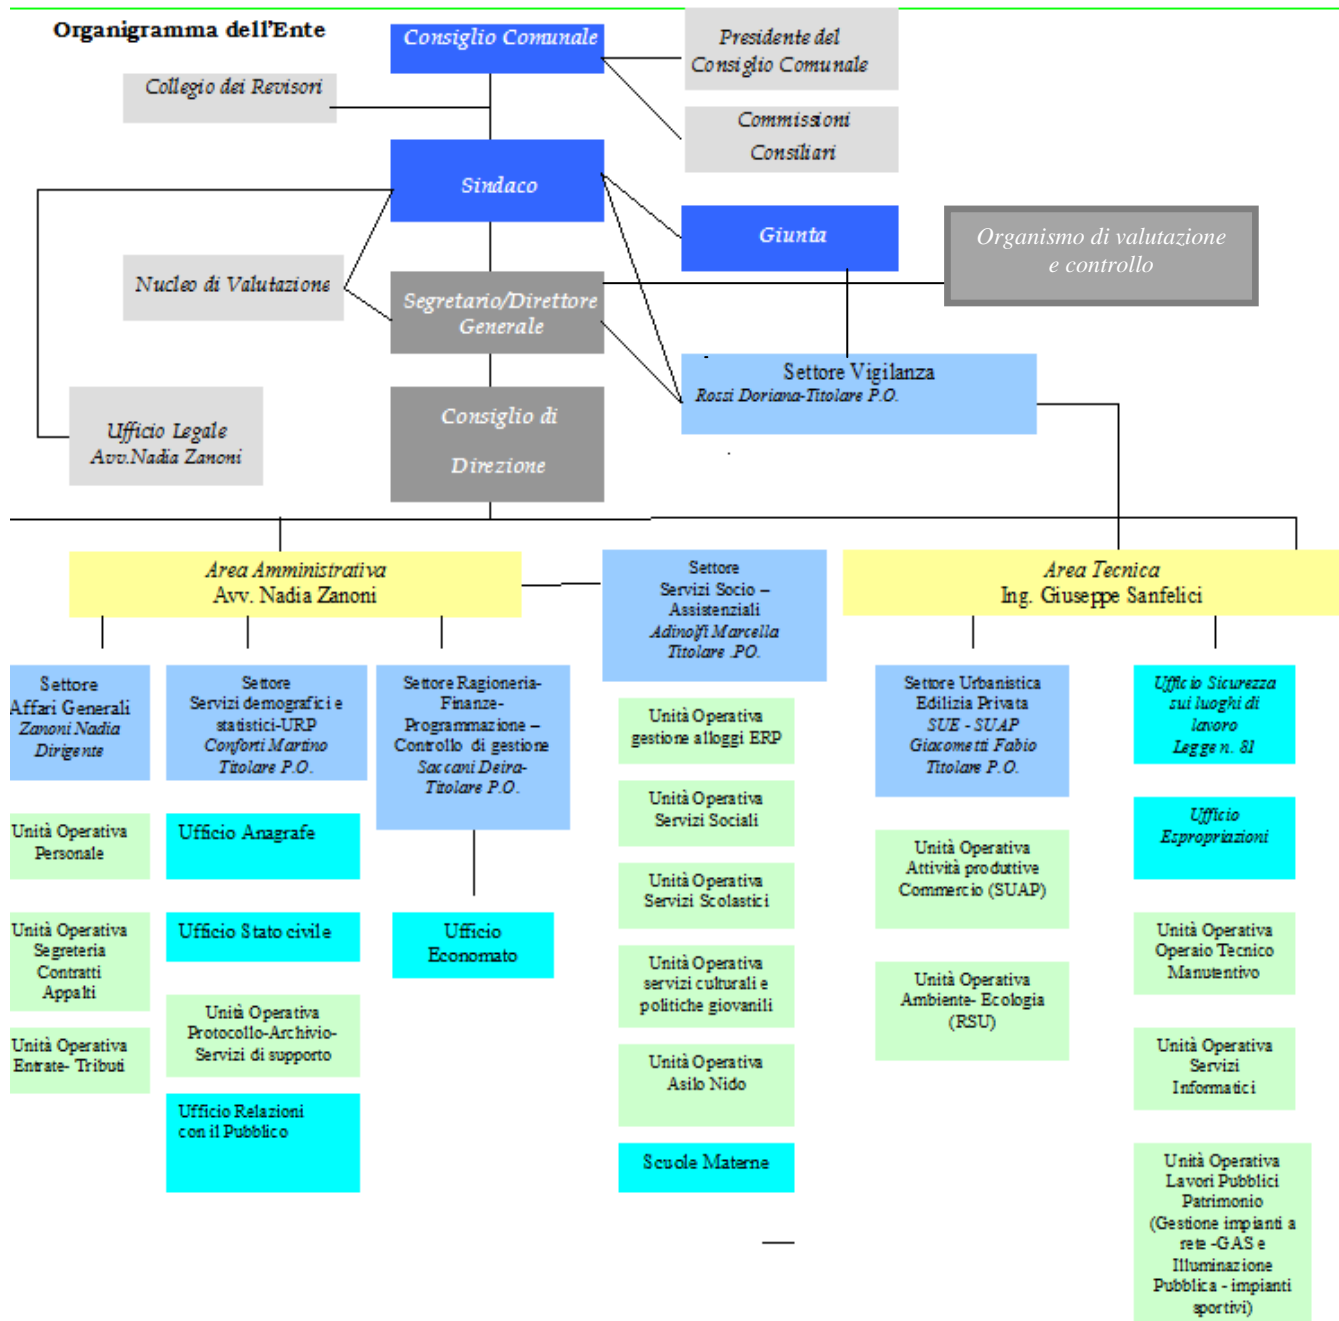 Organigramma dell'Ente
Consiglio Comunale
Presidente del
Consiglio Comunale
Collegio dei Revisori
Commissioni
Consiliari
Sindaco
Giunta
Organismo di valutazione
e controllo
Nucleo di Valutazione
Segretario/Direttore
Generale
Settore Vigilanza
Rossi Doriana-Titolare P.O.
Consiglio di
Direzione
Ufficio Legale
Avv.Nadia Zanoni
Area Amministrativa
Avv. Nadia Zanoni
Settore
Servizi Socio –
Assistenziali
Adinolfi Marcella
Titolare .PO.
Area Tecnica
Ing. Giuseppe Sanfelici
Settore
Affari Generali
Zanoni Nadia
Dirigente
Settore
Servizi demografici e
statistici-URP
Conforti Martino
Titolare P.O.
Settore Ragioneria-
Finanze-
Programmazione –
Controllo di gestione
Saccani Deira-
Titolare P.O.
Settore Urbanistica
Edilizia Privata
SUE - SUAP
Giacometti Fabio
Titolare P.O.
Ufficio Sicurezza
sui luoghi di
lavoro
Legge n. 81
Unità Operativa
gestione alloggi ERP
Unità Operativa
Servizi Sociali
Unità Operativa
Servizi Scolastici
Unità Operativa
servizi culturali e
politiche giovanili
Unità Operativa
Asilo Nido
Scuole Materne
Unità Operativa
Personale
Unità Operativa
Segreteria
Contratti
Appalti
Unità Operativa
Entrate- Tributi
Ufficio Anagrafe
Ufficio Stato civile
Unità Operativa
Protocollo-Archivio-
Servizi di supporto
Ufficio Relazioni
con il Pubblico
Ufficio
Economato
Unità Operativa
Attività produttive
Commercio (SUAP)
Unità Operativa
Ambiente- Ecologia
(RSU)
Ufficio
Espropriazioni
Unità Operativa
Operaio Tecnico
Manutentivo
Unità Operativa
Servizi
Informatici
Unità Operativa
Lavori Pubblici
Patrimonio
(Gestione impianti a
rete -GAS e
Illuminazione
Pubblica - impianti
sportivi)